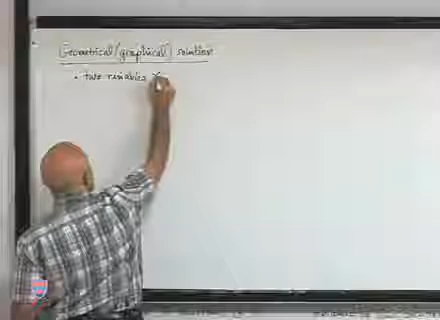 Geometrical (graphical) solution
• two variables